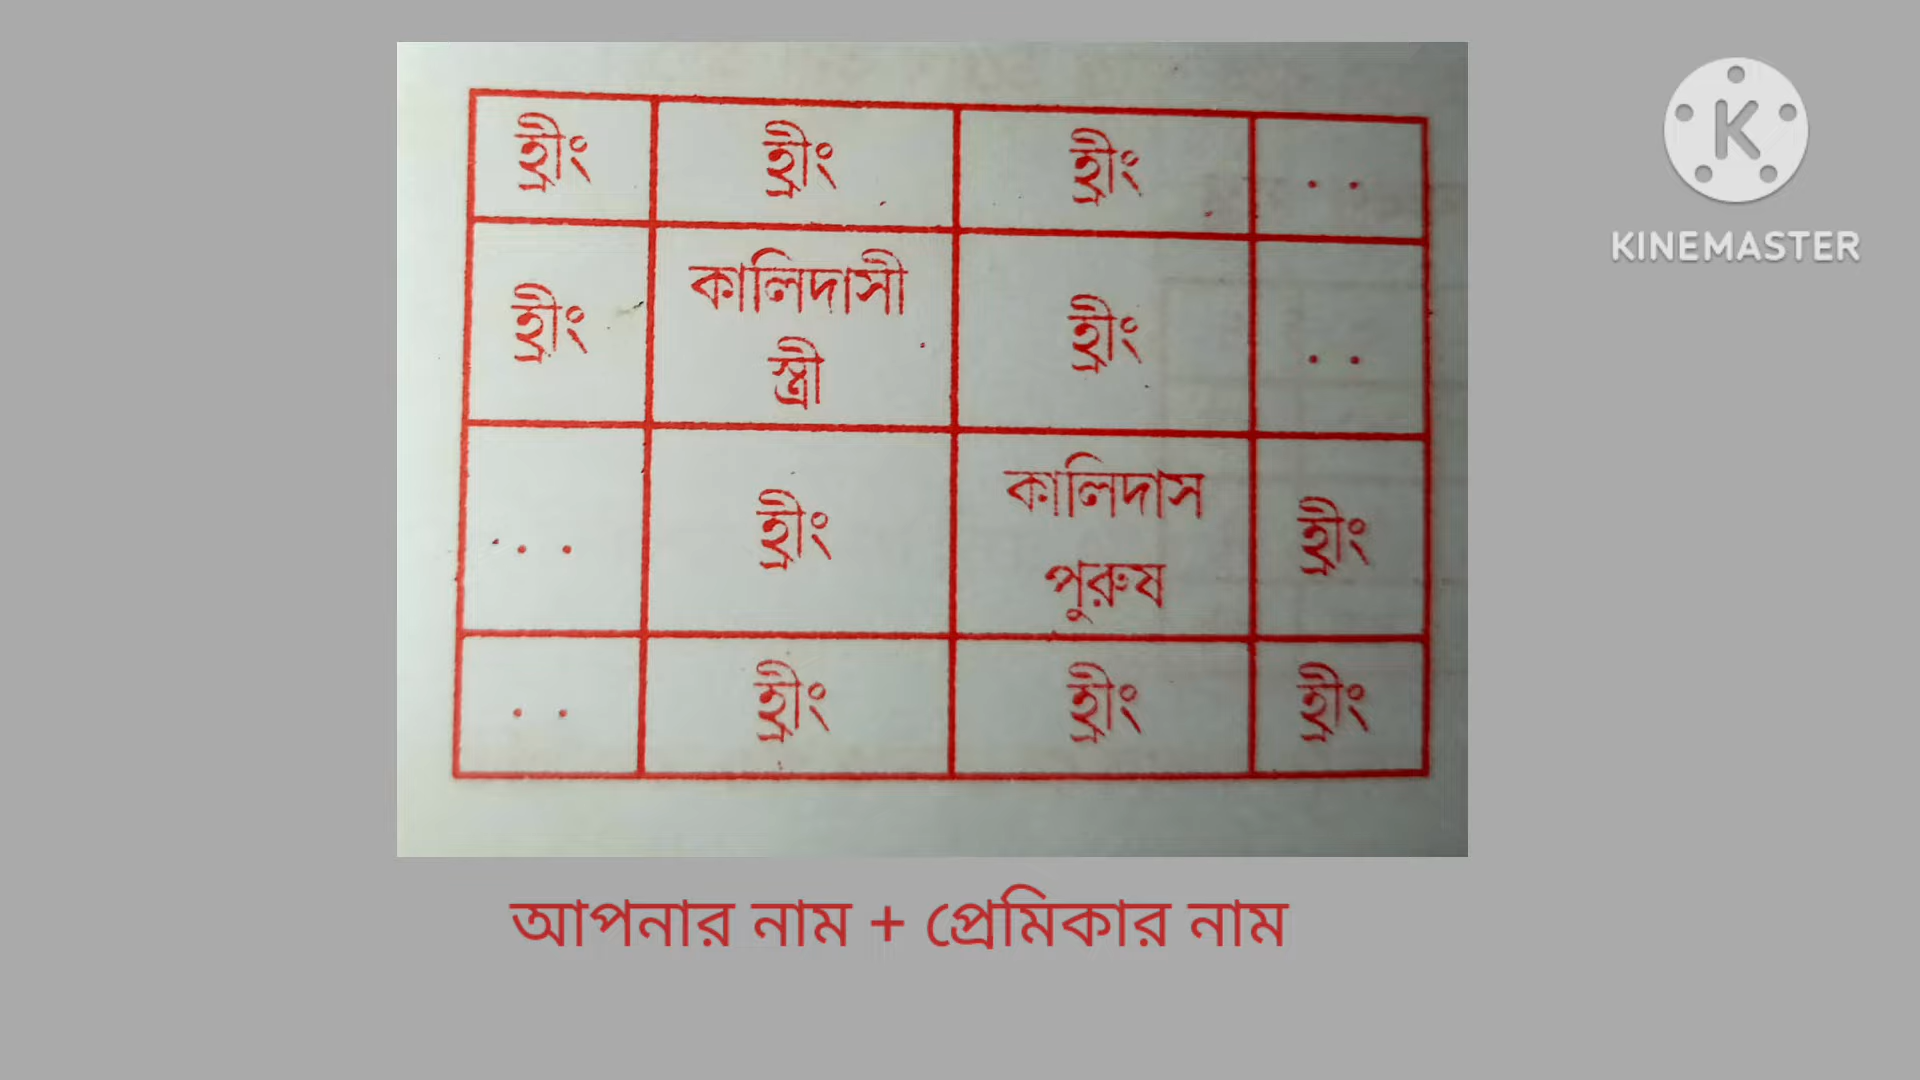 হ্রীং হ্রীং হ্রীং . .
হ্রীং কালিদাসী স্ত্রী হ্রীং . .
. . হ্রীং কালিদাস পুরুষ হ্রীং
. . হ্রীং হ্রীং হ্রীং
আপনার নাম + প্রেমিকার নাম
K
KINEMASTER